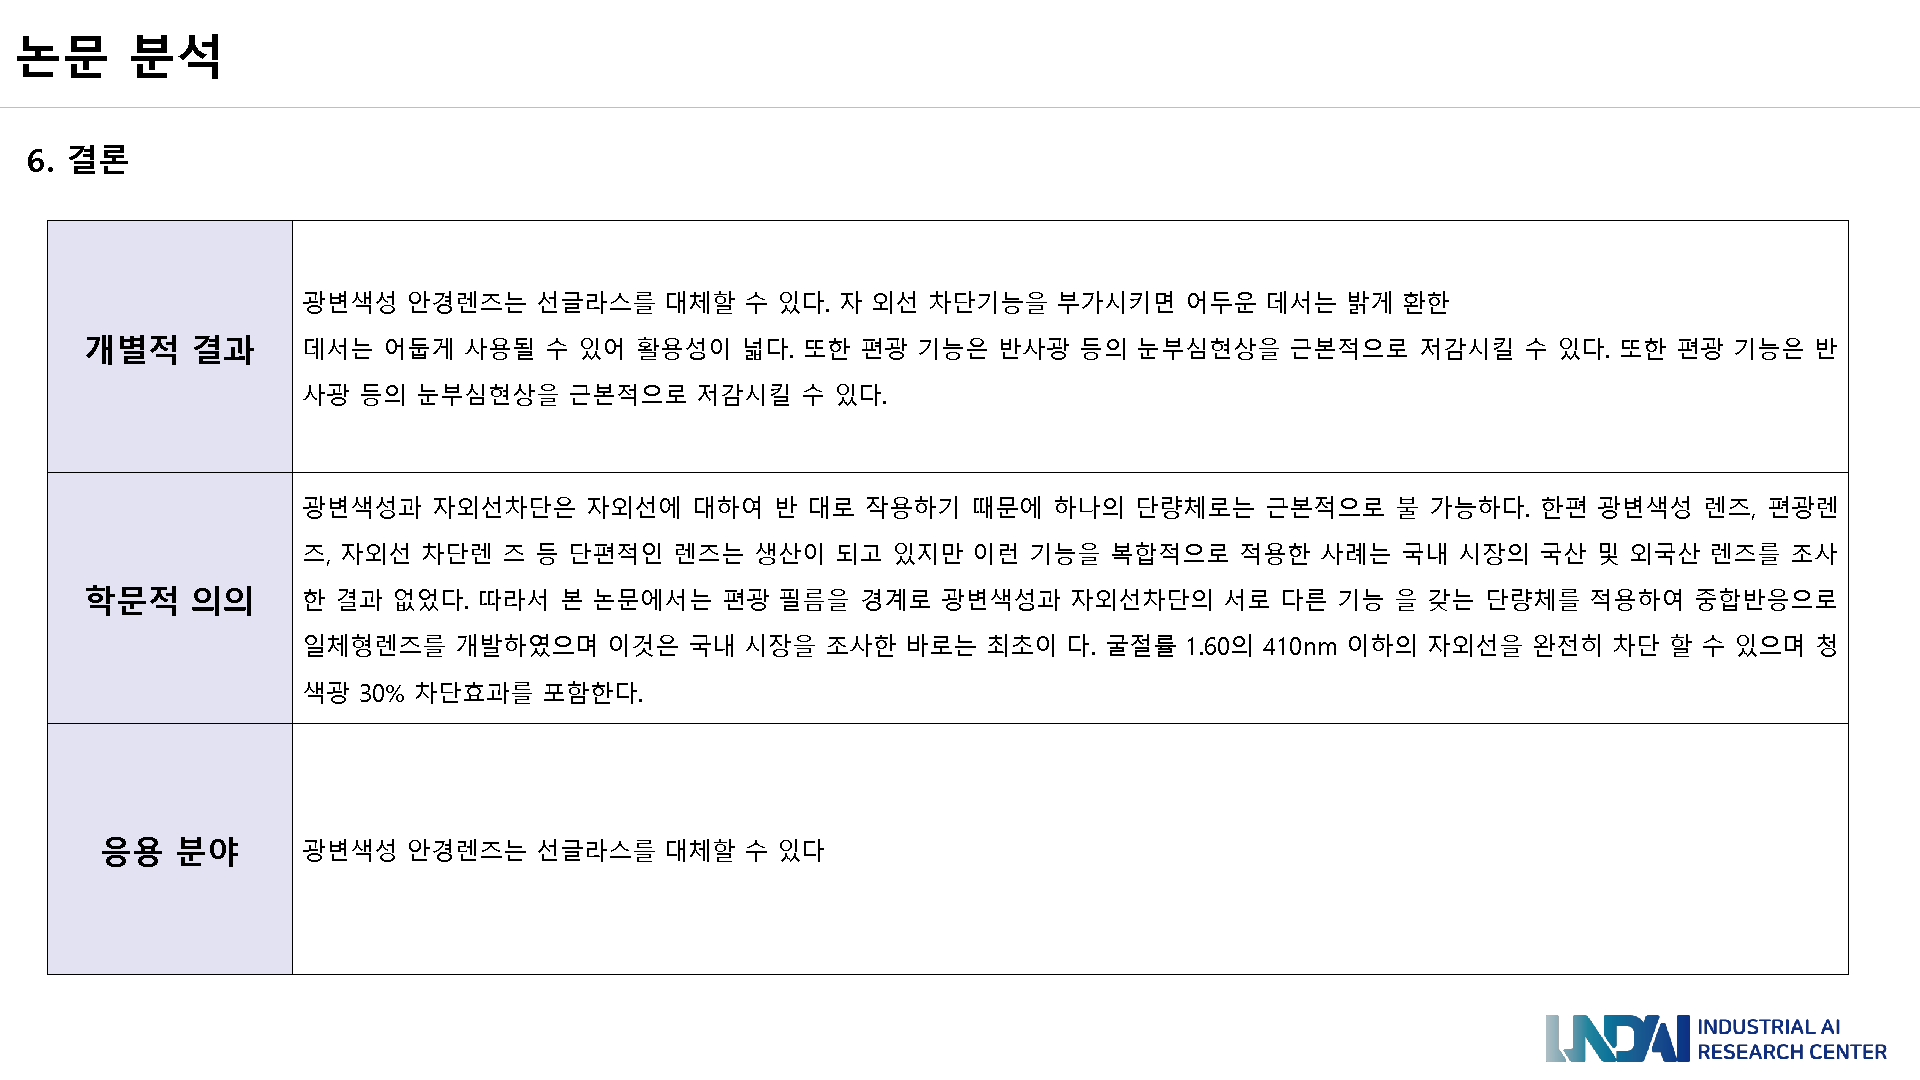 논문 분석
6. 결론
개별적 결과
광변색성 안경렌즈는 선글라스를 대체할 수 있다. 자 외선 차단기능을 부가시키면 어두운 데서는 밝게 환한
데서는 어둡게 사용될 수 있어 활용성이 넓다. 또한 편광 기능은 반사광 등의 눈부심현상을 근본적으로 저감시킬 수 있다. 또한 편광 기능은 반
사광 등의 눈부심현상을 근본적으로 저감시킬 수 있다.
학문적 의의
광변색성과 자외선차단은 자외선에 대하여 반 대로 작용하기 때문에 하나의 단량체로는 근본적으로 불 가능하다. 한편 광변색성 렌즈, 편광렌
즈, 자외선 차단렌 즈 등 단편적인 렌즈는 생산이 되고 있지만 이런 기능을 복합적으로 적용한 사례는 국내 시장의 국산 및 외국산 렌즈를 조사
한 결과 없었다. 따라서 본 논문에서는 편광 필름을 경계로 광변색성과 자외선차단의 서로 다른 기능 을 갖는 단량체를 적용하여 중합반응으로
일체형렌즈를 개발하였으며 이것은 국내 시장을 조사한 바로는 최초이 다. 굴절률 1.60의 410nm 이하의 자외선을 완전히 차단 할 수 있으며 청
색광 30% 차단효과를 포함한다.
응용 분야
광변색성 안경렌즈는 선글라스를 대체할 수 있다
INDAI
INDUSTRIAL AI
RESEARCH CENTER